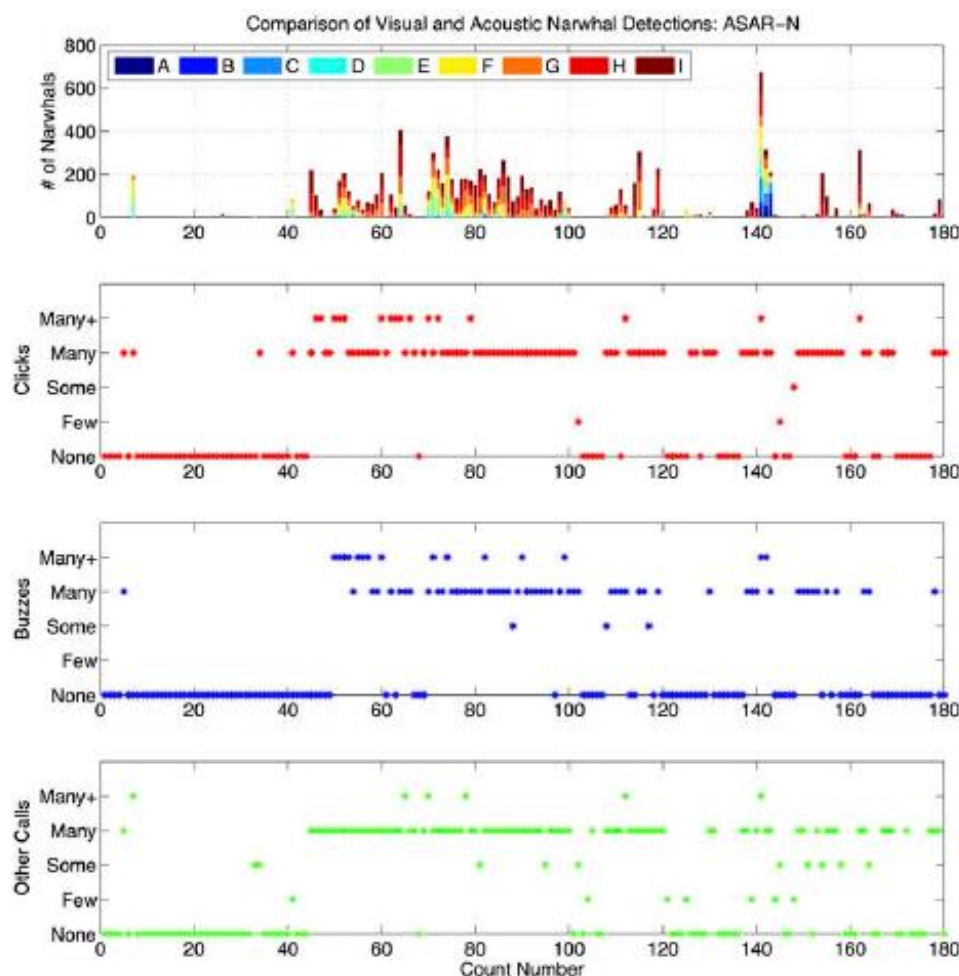 Comparison of Visual and Acoustic Narwhal Detections: ASAR-N
800
A B C D E F G H I
600
400
200
0
# of Narwhals
0 20 40 60 80 100 120 140 160 180
Many+
Many
Some
Few
None
Clicks
0 20 40 60 80 100 120 140 160 180
Many+
Many
Some
Few
None
Buzzes
0 20 40 60 80 100 120 140 160 180
Many+
Many
Some
Few
None
Other Calls
0 20 40 60 80 100 120 140 160 180
Count Number